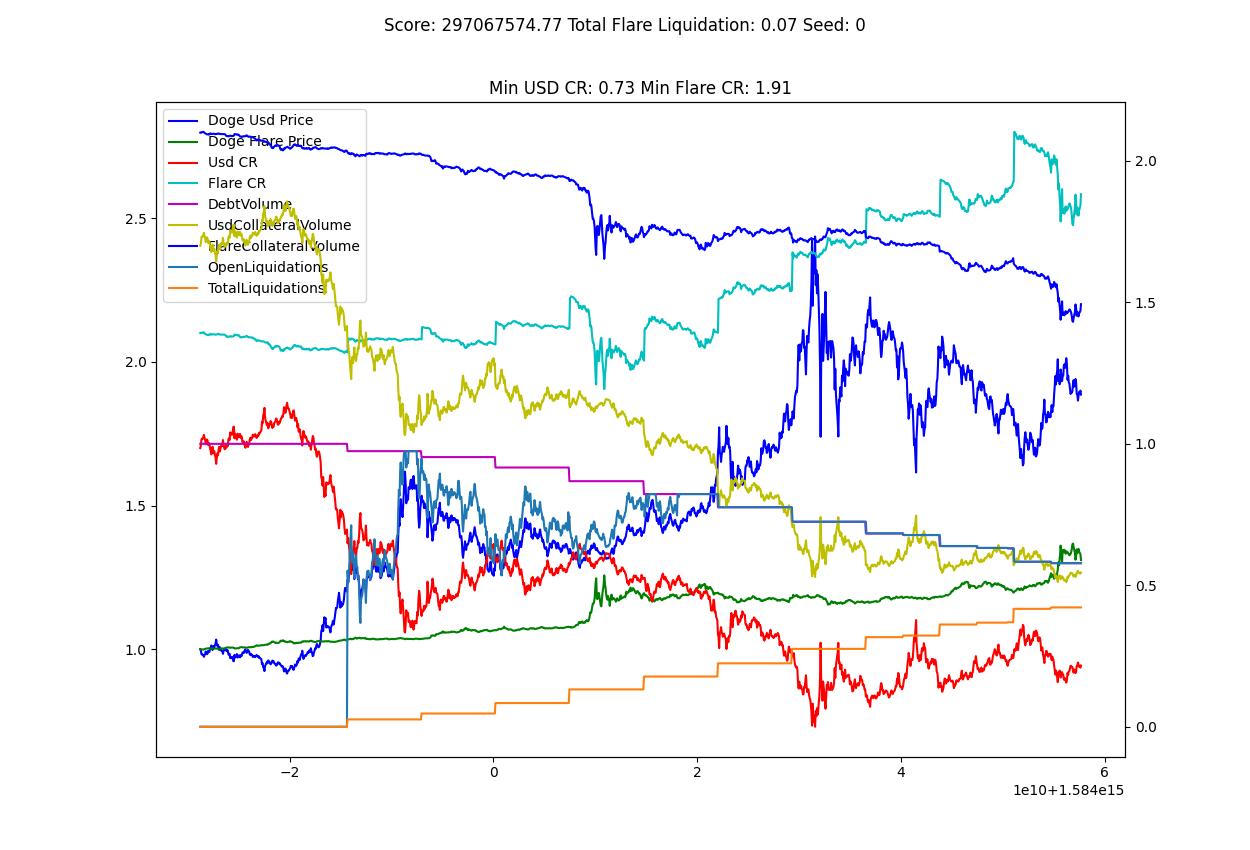 Score: 297067574.77 Total Flare Liquidation: 0.07 Seed: 0
Min USD CR: 0.73 Min Flare CR: 1.91
Doge Usd Price
Doge Flare Price
Usd CR
Flare CR
DebtVolume
UsdCollateralVolume
FlareCollateralVolume
OpenLiquidations
TotalLiquidations
2.5
2.0
1.5
1.0
2.0
1.5
1.0
0.5
0.0
−2 0 2 4 6
1e10+1.584e15